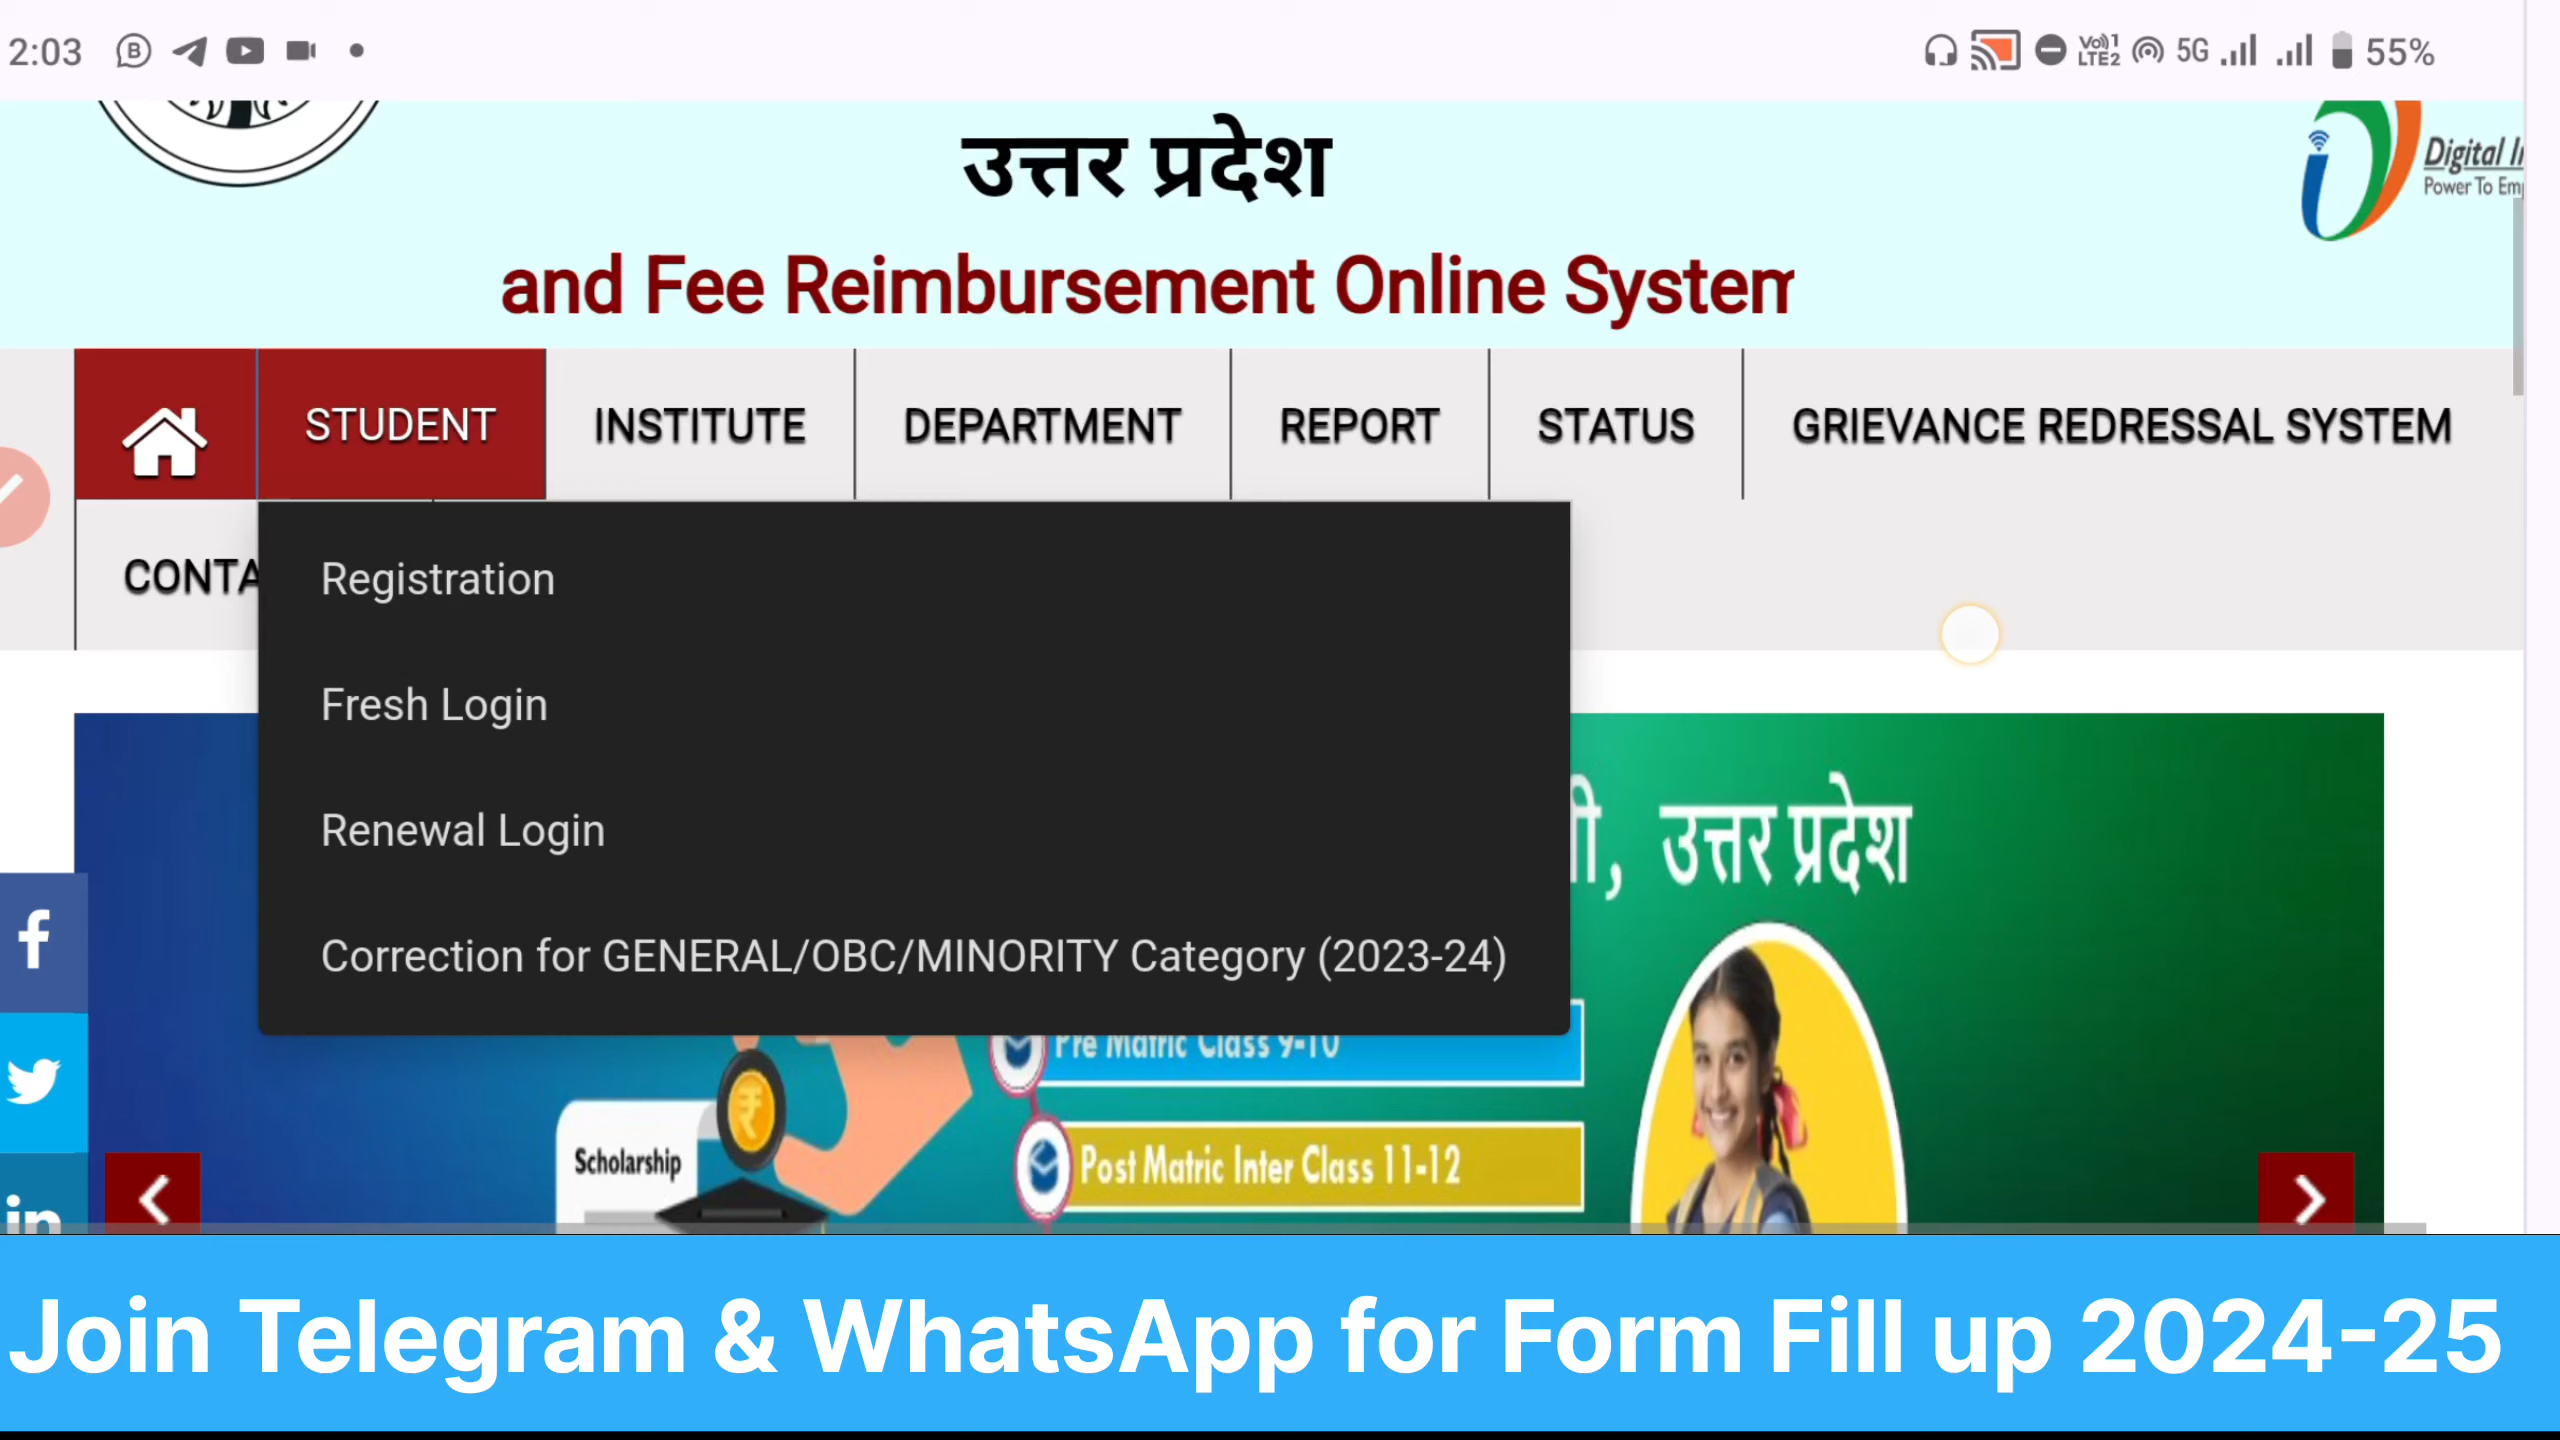 2:03
5G 55%
उत्तर प्रदेश
Digital
Power To
and Fee Reimbursement Online System
STUDENT INSTITUTE DEPARTMENT REPORT STATUS GRIEVANCE REDRESSAL SYSTEM
CONTA
Registration
Fresh Login
Renewal Login
Correction for GENERAL/OBC/MINORITY Category (2023-24)
उत्तर प्रदेश
Pre Matric Class 9-10
Post Matric Inter Class 11-12
Scholarship
Join Telegram & WhatsApp for Form Fill up 2024-25